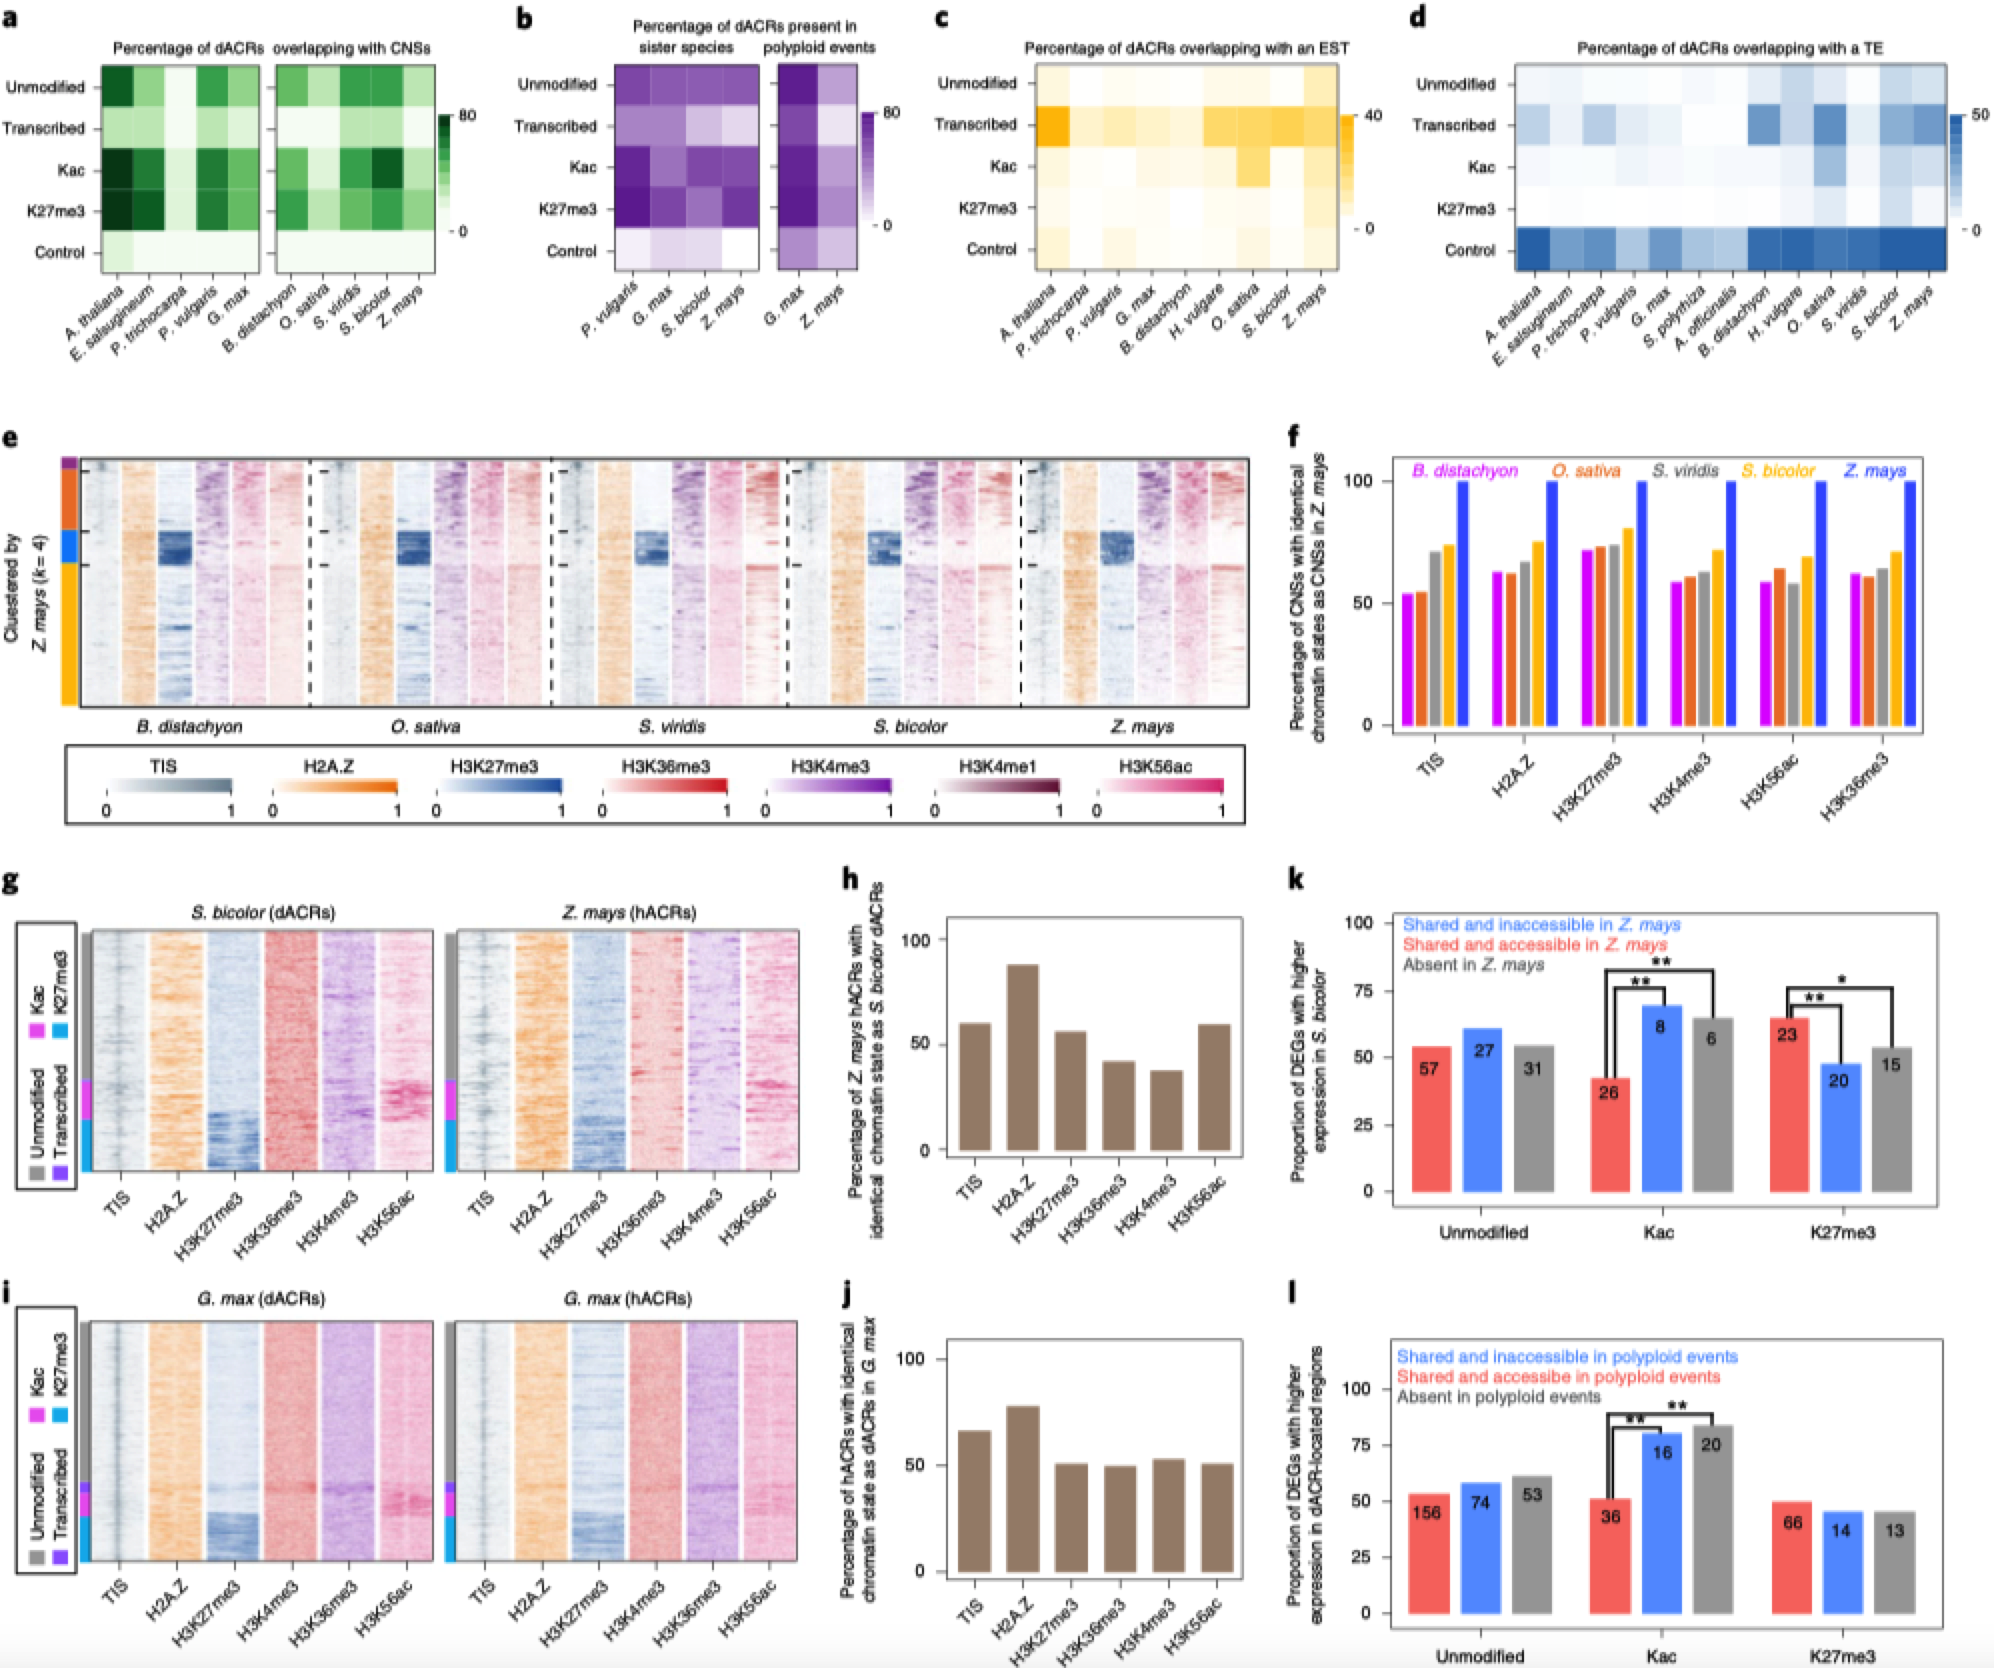 a
Percentage of dACRs overlapping with CNSs
Unmodified
Transcribed
Kac
K27me3
Control
80
0
A. thaliana
E. salsugineum
P. trichocarpa
P. vulgaris
G. max
B. distachyon
O. sativa
S. viridis
S. bicolor
Z. mays
b
Percentage of dACRs present in
sister species
polyploid events
Unmodified
Transcribed
Kac
K27me3
Control
80
0
P. vulgaris
G. max
S. bicolor
Z. mays
G. max
Z. mays
c
Percentage of dACRs overlapping with an EST
Unmodified
Transcribed
Kac
K27me3
Control
40
0
A. thaliana
P. trichocarpa
P. vulgaris
G. max
B. distachyon
H. vulgare
O. sativa
S. bicolor
Z. mays
d
Percentage of dACRs overlapping with a TE
Unmodified
Transcribed
Kac
K27me3
Control
50
0
A. thaliana
E. salsugineum
P. trichocarpa
P. vulgaris
G. max
S. polyrhiza
A. officinalis
B. distachyon
H. vulgare
O. sativa
S. viridis
S. bicolor
Z. mays
e
Cluestered by
Z. mays (k = 4)
B. distachyon
O. sativa
S. viridis
S. bicolor
Z. mays
TIS
0 1
H2A.Z
0 1
H3K27me3
0 1
H3K36me3
0 1
H3K4me3
0 1
H3K4me1
0 1
H3K56ac
0 1
f
Percentage of CNSs with identical
chromatin states as CNSs in Z. mays
B. distachyon O. sativa S. viridis S. bicolor Z. mays
100
50
0
TIS
H2A.Z
H3K27me3
H3K4me3
H3K56ac
H3K36me3
g
Unmodified
Transcribed
Kac
K27me3
S. bicolor (dACRs)
TIS
H2A.Z
H3K27me3
H3K36me3
H3K4me3
H3K56ac
Z. mays (hACRs)
TIS
H2A.Z
H3K27me3
H3K36me3
H3K4me3
H3K56ac
h
Percentage of Z. mays hACRs with
identical chromatin state as S. bicolor dACRs
100
50
0
TIS
H2A.Z
H3K27me3
H3K36me3
H3K4me3
H3K56ac
k
Proportion of DEGs with higher
expression in S. bicolor
Shared and inaccessible in Z. mays
Shared and accessible in Z. mays
Absent in Z. mays
100
75
50
25
0
57
27
31
26
8
6
23
20
15
**
**
**
*
Unmodified
Kac
K27me3
i
Unmodified
Transcribed
Kac
K27me3
G. max (dACRs)
TIS
H2A.Z
H3K27me3
H3K4me3
H3K36me3
H3K56ac
G. max (hACRs)
TIS
H2A.Z
H3K27me3
H3K4me3
H3K36me3
H3K56ac
j
Percentage of hACRs with identical
chromatin state as dACRs in G. max
100
50
0
TIS
H2A.Z
H3K27me3
H3K36me3
H3K4me3
H3K56ac
l
Proportion of DEGs with higher
expression in dACR-located regions
Shared and inaccessible in polyploid events
Shared and accessibe in polyploid events
Absent in polyploid events
100
75
50
25
0
156
74
53
36
16
20
66
14
13
**
**
Unmodified
Kac
K27me3